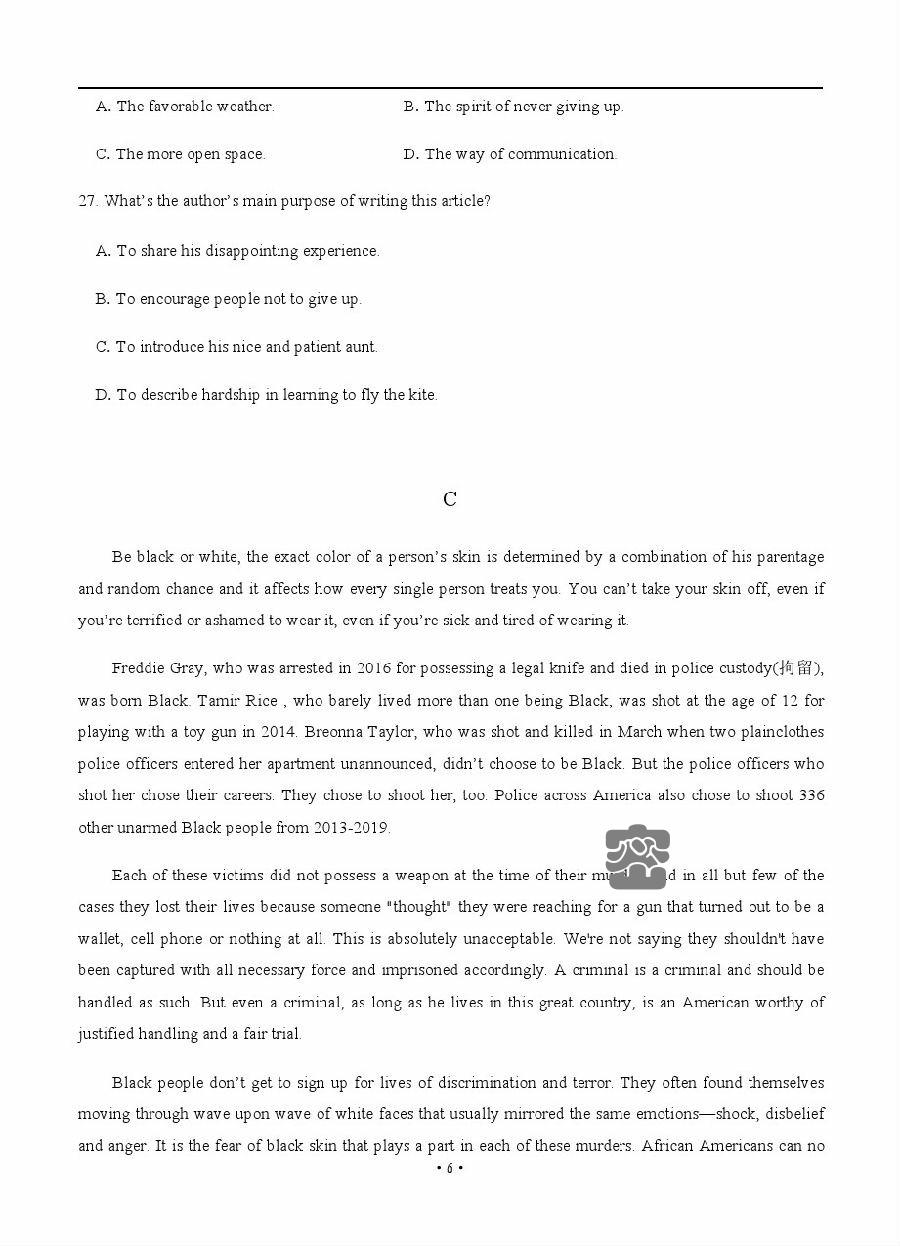 A. The favorable weather. B. The spirit of never giving up.
C. The more open space. D. The way of communication.
27. What's the author's main purpose of writing this article?
A. To share his disappointing experience.
B. To encourage people not to give up.
C. To introduce his nice and patient aunt.
D. To describe hardship in learning to fly the kite.
C
Be black or white, the exact color of a person's skin is determined by a combination of his parentage
and random chance and it affects how every single person treats you. You can't take your skin off, even if
you're terrified or ashamed to wear it, even if you're sick and tired of wearing it.
Freddie Gray, who was arrested in 2016 for possessing a legal knife and died in police custody(拘留),
was born Black. Tamir Rice , who barely lived more than one being Black, was shot at the age of 12 for
playing with a toy gun in 2014. Breonna Taylor, who was shot and killed in March when two plainclothes
police officers entered her apartment unannounced, didn't choose to be Black. But the police officers who
shot her chose their careers. They chose to shoot her, too. Police across America also chose to shoot 336
other unarmed Black people from 2013-2019.
Each of these victims did not possess a weapon at the time of their in all but few of the
cases they lost their lives because someone "thought" they were reaching for a gun that turned out to be a
wallet, cell phone or nothing at all. This is absolutely unacceptable. We're not saying they shouldn't have
been captured with all necessary force and imprisoned accordingly. A criminal is a criminal and should be
handled as such. But even a criminal, as long as he lives in this great country, is an American worthy of
justified handling and a fair trial.
Black people don't get to sign up for lives of discrimination and terror. They often found themselves
moving through wave upon wave of white faces that usually mirrored the same emotions—shock, disbelief
and anger. It is the fear of black skin that plays a part in each of these murders. African Americans can no
• 6 •